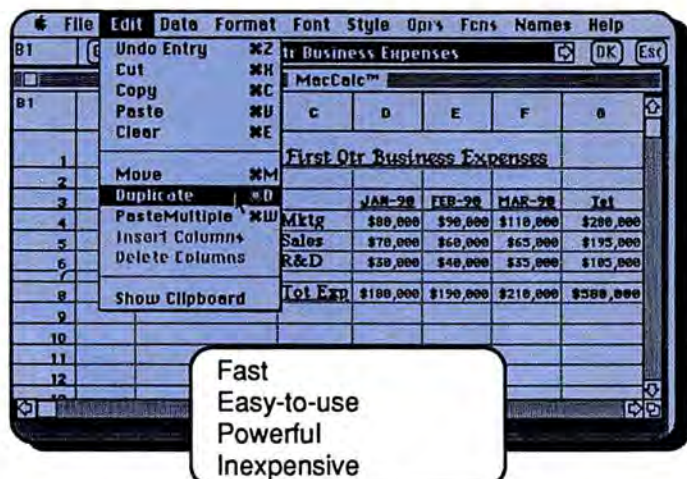 File Edit Data Format Font Style Opts Fcns Names Help
B1 tr Business Expenses OK Esc
Undo Entry ⌘Z
Cut ⌘X
MacCalc™
Copy ⌘C
B1 Paste ⌘V C D E F G
Clear ⌘E
1 First Qtr Business Expenses
Move ⌘M
2
3 Duplicate ⌘D JAN-90 FEB-90 MAR-90 Tot
4 PasteMultiple ⌘W Mktg $80,000 $90,000 $110,000 $280,000
5 Insert Columns Sales $70,000 $60,000 $65,000 $195,000
6 Delete Columns R&D $30,000 $40,000 $35,000 $105,000
8 Show Clipboard Tot Exp $180,000 $190,000 $210,000 $580,000
9
10
11
12
Fast
Easy-to-use
Powerful
Inexpensive